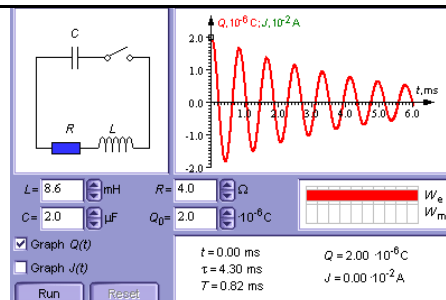 C
R
L
Q,10⁻⁶ C; J,10⁻² A
2.0
1.0
0.0
-1.0
-2.0
1.0 2.0 3.0 4.0 5.0 6.0
t, ms
L= 8.6 mH R= 4.0 Ω
C= 2.0 μF Q₀= 2.0 ·10⁻⁶C
Wₑ
Wₘ
Graph Q(t)
Graph J(t)
Run Reset
t = 0.00 ms Q = 2.00 ·10⁻⁶C
τ = 4.30 ms J = 0.00 ·10⁻² A
T = 0.82 ms